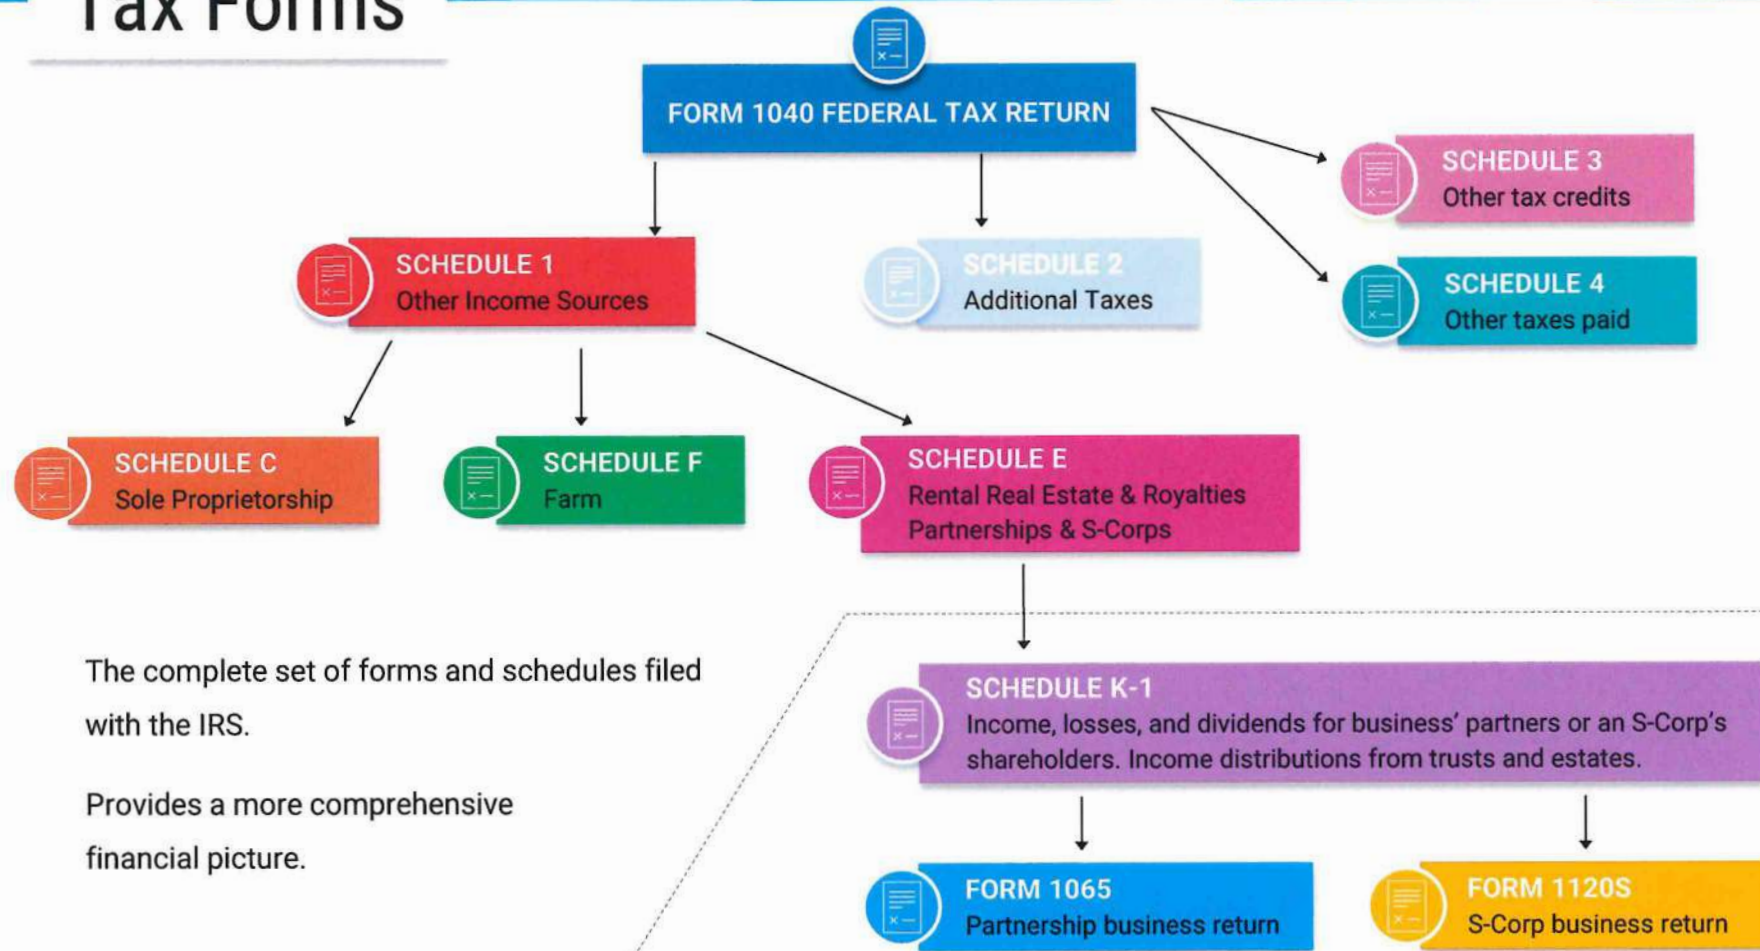 Tax Forms
FORM 1040 FEDERAL TAX RETURN
SCHEDULE 3
Other tax credits
SCHEDULE 1
Other Income Sources
SCHEDULE 2
Additional Taxes
SCHEDULE 4
Other taxes paid
SCHEDULE C
Sole Proprietorship
SCHEDULE F
Farm
SCHEDULE E
Rental Real Estate & Royalties
Partnerships & S-Corps
The complete set of forms and schedules filed
with the IRS.
Provides a more comprehensive
financial picture.
SCHEDULE K-1
Income, losses, and dividends for business’ partners or an S-Corp’s
shareholders. Income distributions from trusts and estates.
FORM 1065
Partnership business return
FORM 1120S
S-Corp business return